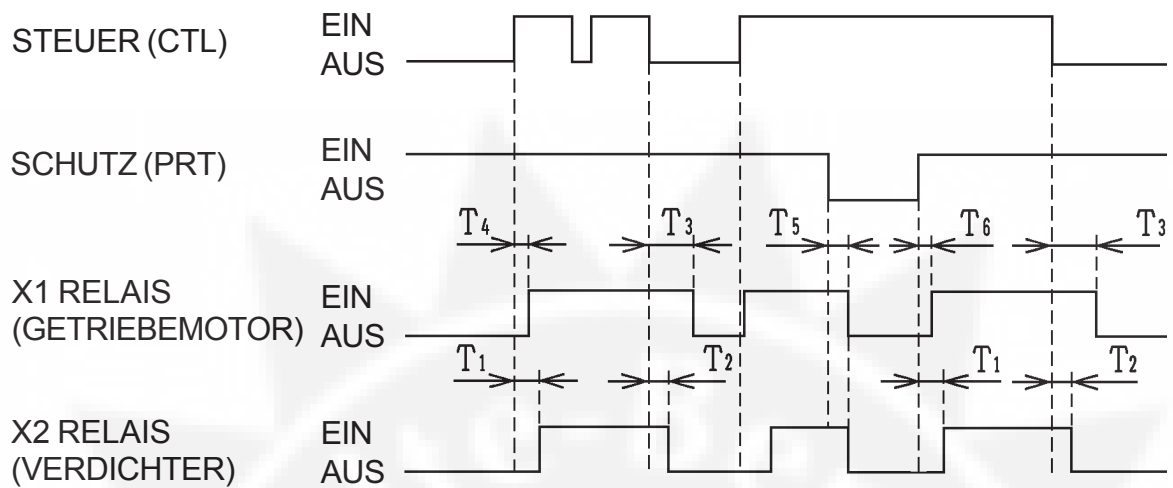 STEUER (CTL) EIN
AUS
SCHUTZ (PRT) EIN
AUS
T4 T3 T5 T6 T3
X1 RELAIS
(GETRIEBEMOTOR) EIN
AUS
T1 T2 T1 T2
X2 RELAIS
(VERDICHTER) EIN
AUS